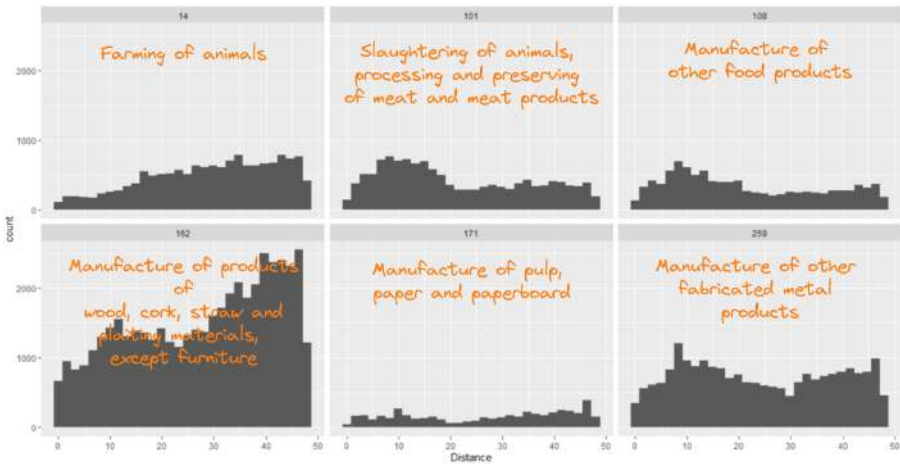 14
101
108
Farming of animals
Slaughtering of animals,
processing and preserving
of meat and meat products
Manufacture of
other food products
2000
1000
0
count
162
171
259
Manufacture of products
of
wood, cork, straw and
plaiting materials,
except furniture
Manufacture of pulp,
paper and paperboard
Manufacture of other
fabricated metal
products
2000
1000
0
0 10 20 30 40 50 0 10 20 30 40 50 0 10 20 30 40 50
Distance